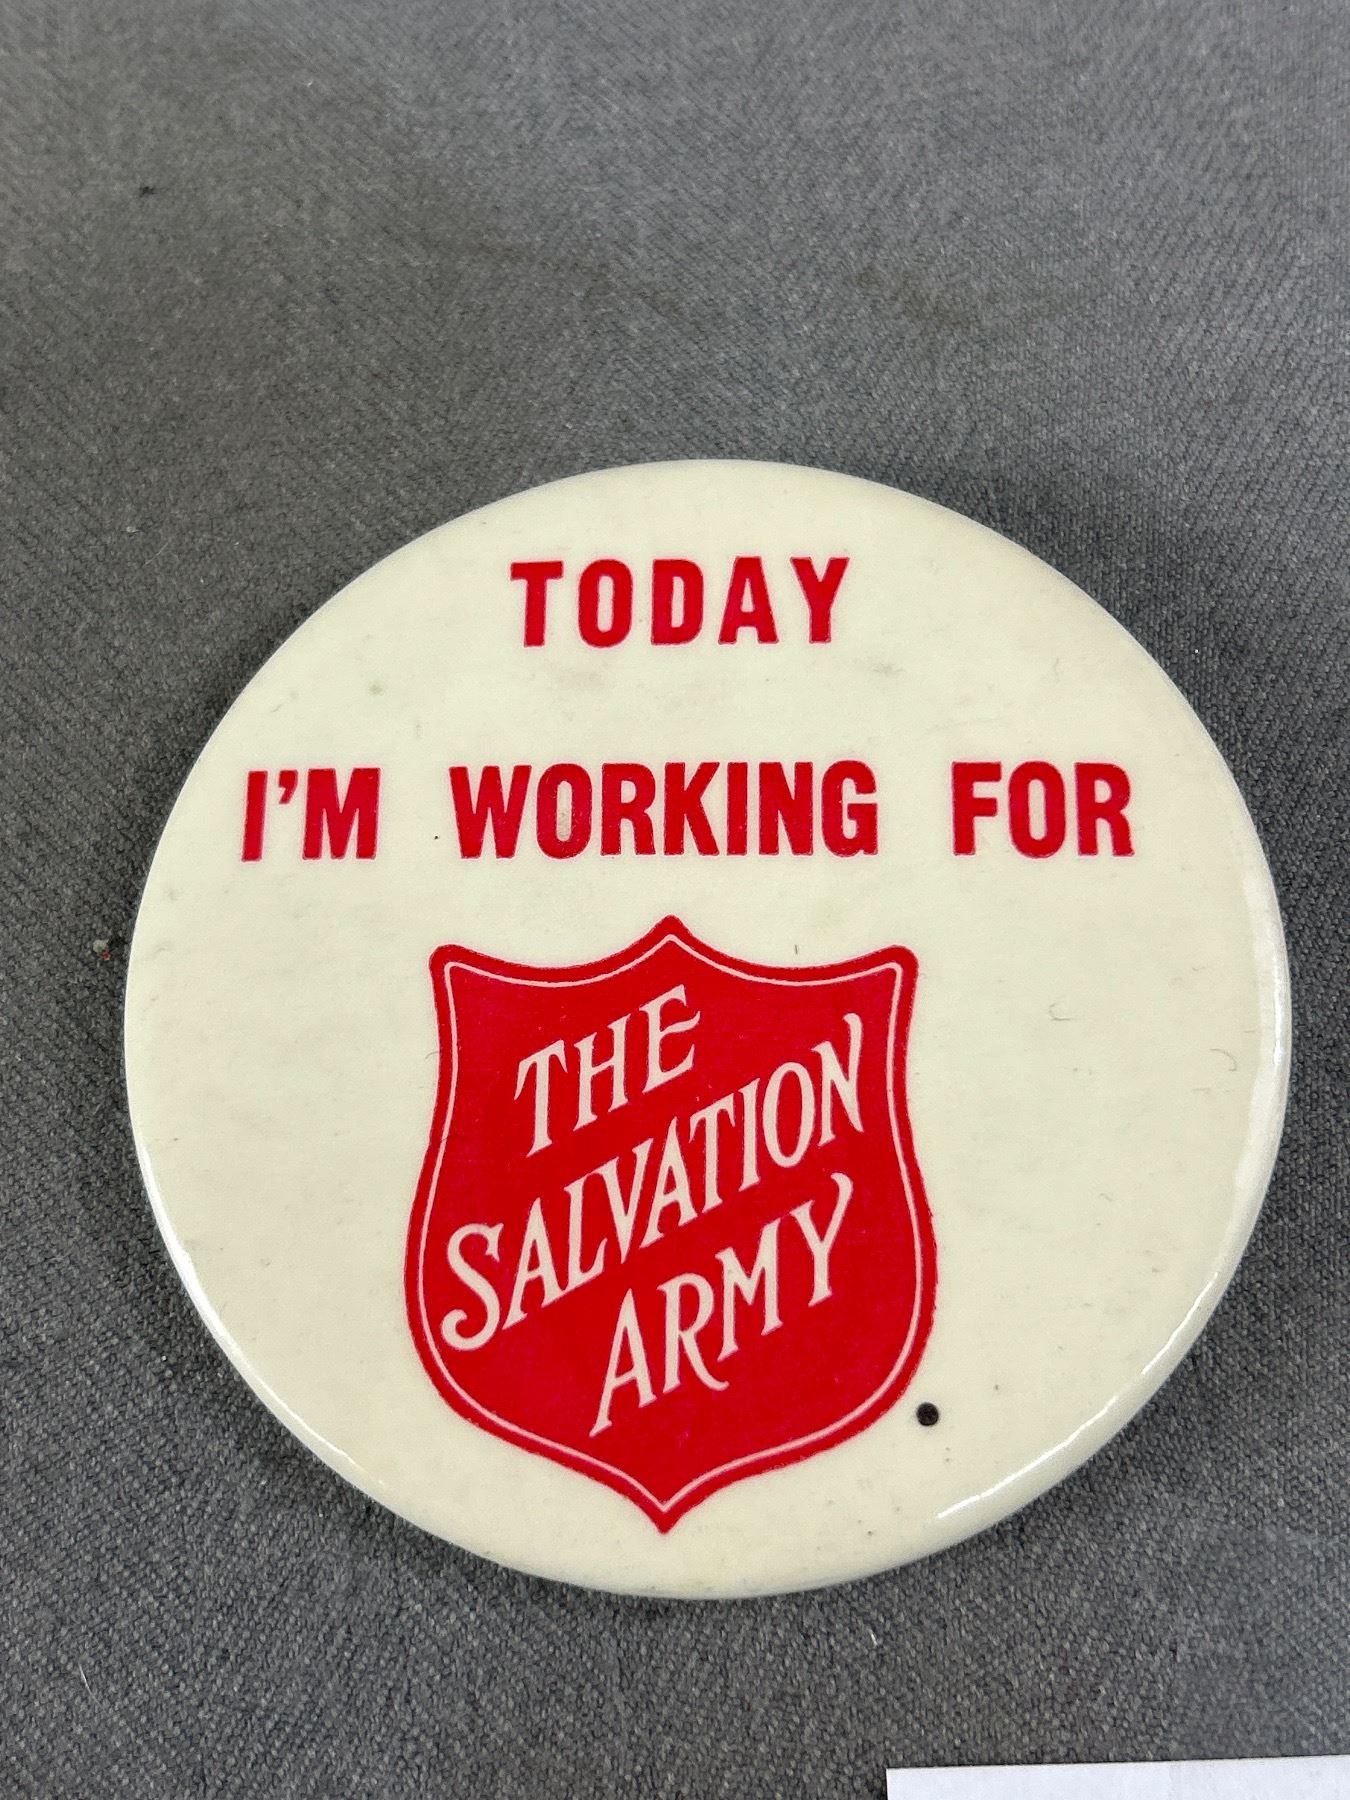 TODAY
I'M WORKING FOR
THE
SALVATION
ARMY